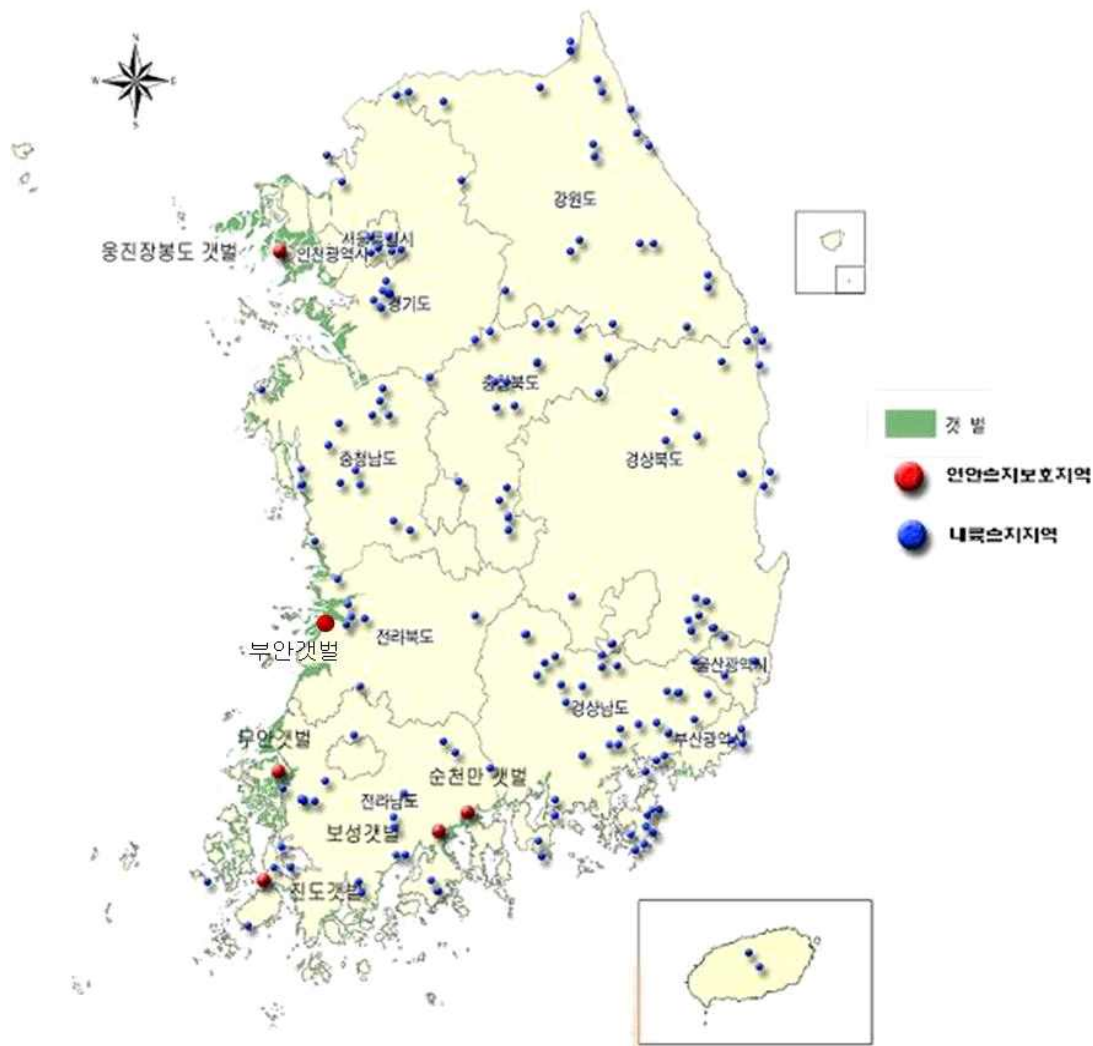 N
W
E
S
강원도
서울특별시
웅진장봉도 갯벌
인천광역시
경기도
충청북도
갯 벌
충청남도
경상북도
연안습지보호지역
내륙습지지역
전라북도
부안갯벌
울산광역시
경상남도
무안갯벌
부산광역시
순천만 갯벌
전라남도
보성갯벌
진도갯벌